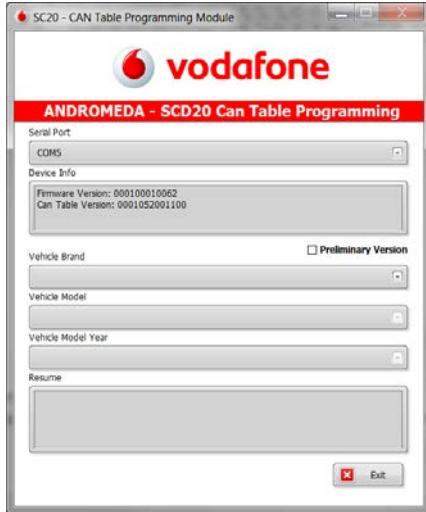 SC20 - CAN Table Programming Module
vodafone
ANDROMEDA - SCD20 Can Table Programming
Serial Port
COM5
Device Info
Firmware Version: 000100010062
Can Table Version: 0001052001100
Preliminary Version
Vehicle Brand
Vehicle Model
Vehicle Model Year
Resume
Exit